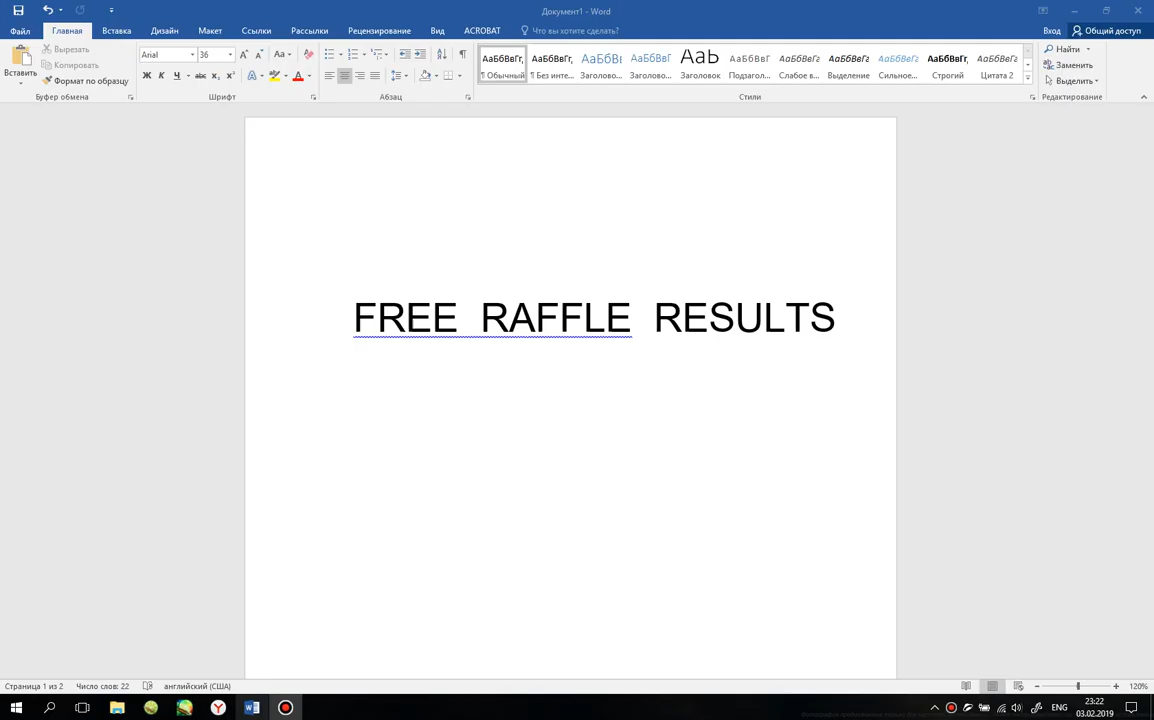 Документ1 - Word
Файл Главная Вставка Дизайн Макет Ссылки Рассылки Рецензирование Вид ACROBAT Что вы хотите сделать? Вход Общий доступ
Вставить
Вырезать
Копировать
Формат по образцу
Буфер обмена
Arial 36
Ж К Ч abc x₂ x²
Шрифт
Абзац
АаБбВвГг, АаБбВвГг, АаБбВв АаБбВвГ АаЬ АаБбВвГ АаБбВвГг АаБбВвГг АаБбВвГг АаБбВвГг, АаБбВвГг
¶ Обычный ¶ Без инте... Заголово... Заголово... Заголовок Подзагол... Слабое в... Выделение Сильное... Строгий Цитата 2
Стили
Найти
Заменить
Выделить
Редактирование
FREE RAFFLE RESULTS
Страница 1 из 2 Число слов: 22 английский (США) 120%
ENG 23:22
03.02.2019